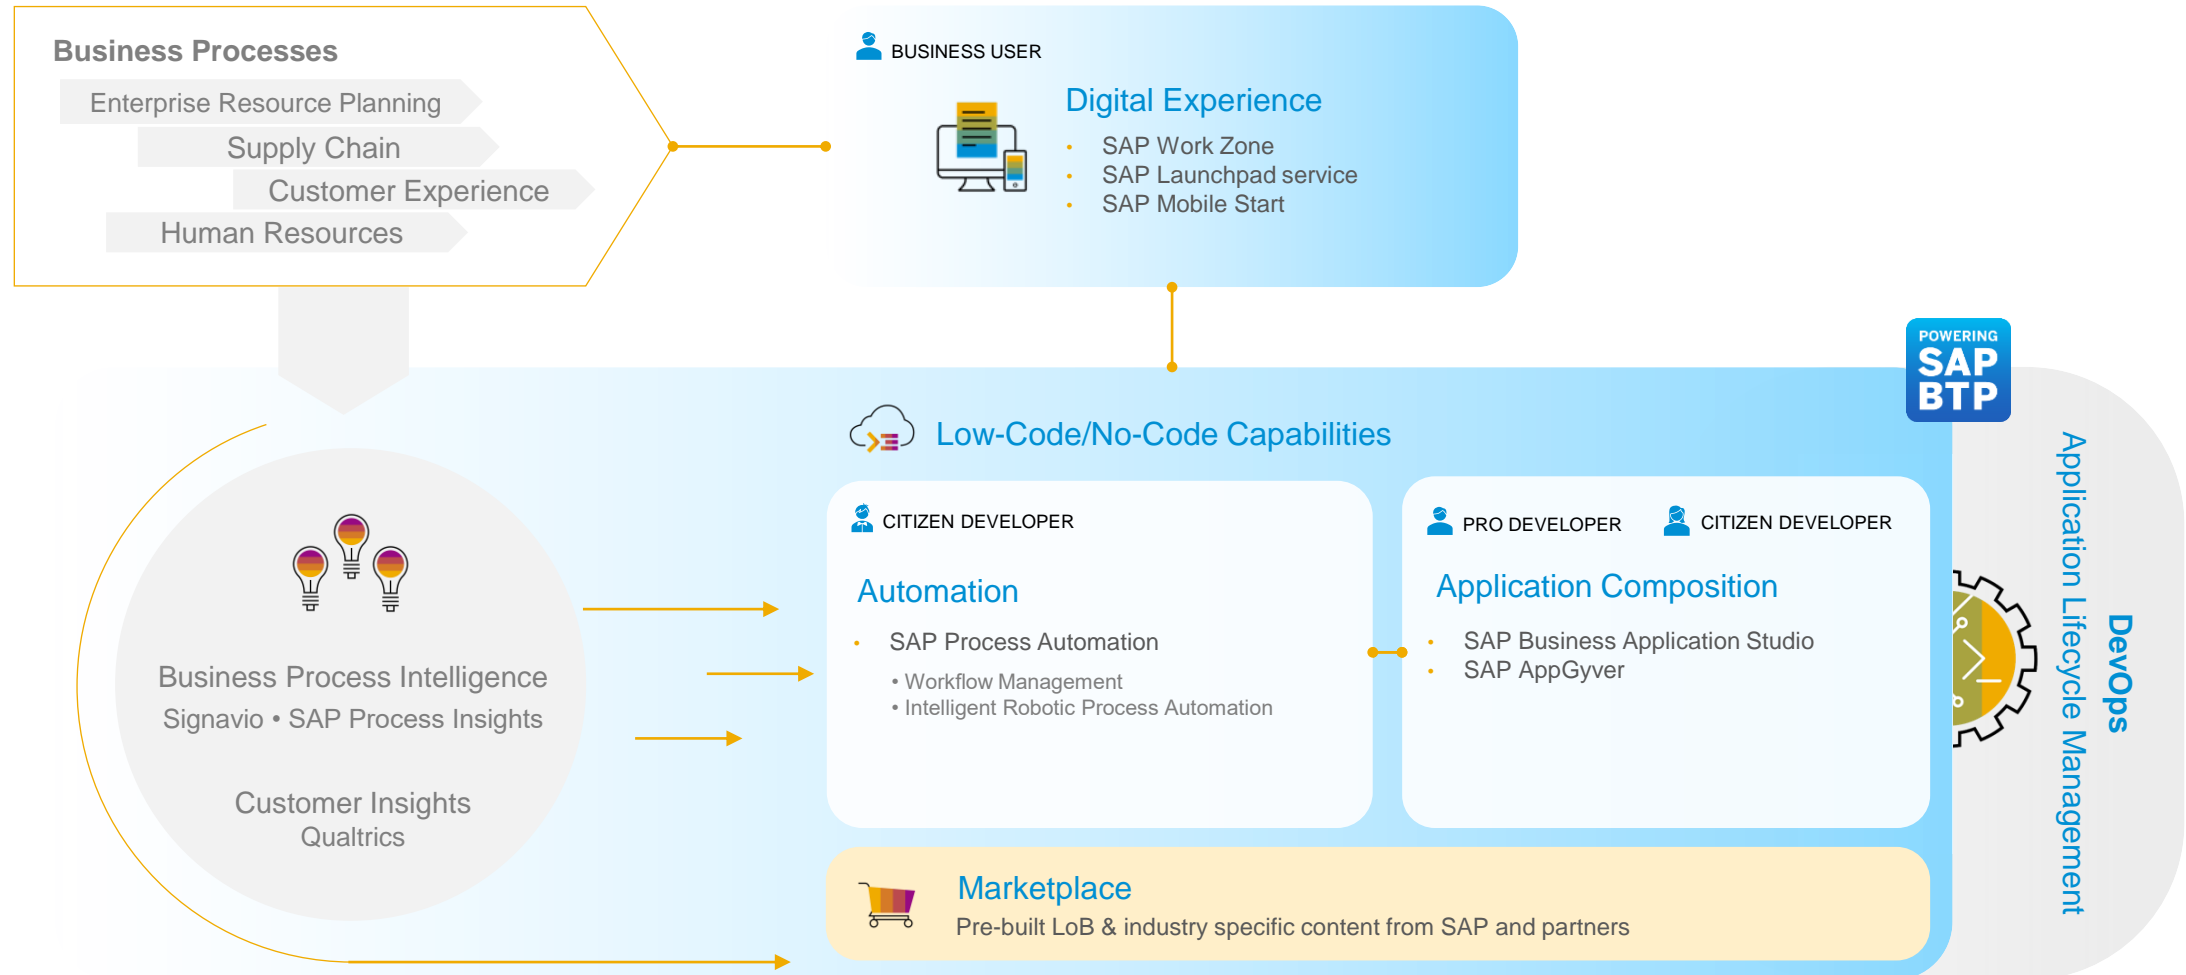 Business Processes
Enterprise Resource Planning
Supply Chain
Customer Experience
Human Resources
BUSINESS USER
Digital Experience
• SAP Work Zone
• SAP Launchpad service
• SAP Mobile Start
POWERING
SAP
BTP
Low-Code/No-Code Capabilities
Business Process Intelligence
Signavio • SAP Process Insights
Customer Insights
Qualtrics
CITIZEN DEVELOPER
Automation
• SAP Process Automation
• Workflow Management
• Intelligent Robotic Process Automation
PRO DEVELOPER
CITIZEN DEVELOPER
Application Composition
• SAP Business Application Studio
• SAP AppGyver
Marketplace
Pre-built LoB & industry specific content from SAP and partners
DevOps
Application Lifecycle Management